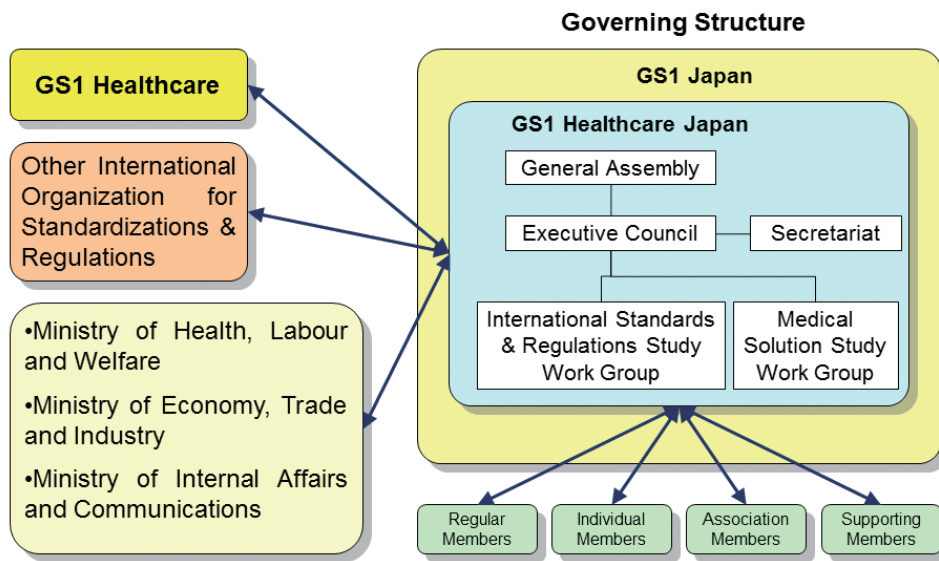 Governing Structure
GS1 Healthcare
Other International
Organization for
Standardizations &
Regulations
•Ministry of Health, Labour
and Welfare
•Ministry of Economy, Trade
and Industry
•Ministry of Internal Affairs
and Communications
GS1 Japan
GS1 Healthcare Japan
General Assembly
Executive Council
Secretariat
International Standards
& Regulations Study
Work Group
Medical
Solution Study
Work Group
Regular
Members
Individual
Members
Association
Members
Supporting
Members